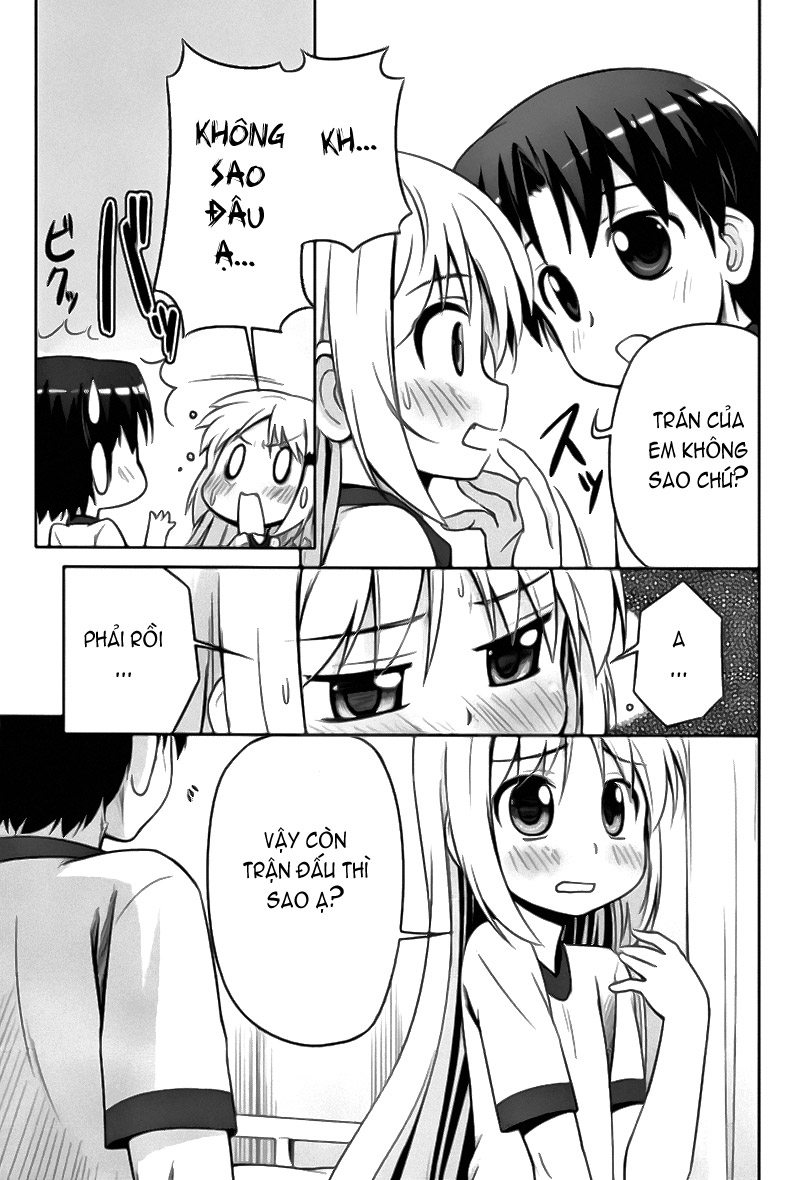 TRÁN CỦA
EM KHÔNG
SAO CHỨ?
スッ
KH...
KHÔNG
SAO
ĐÂU
Ạ...
ババッ
ビクッ
A
...
PHẢI RỒI
...
VẬY CÒN
TRẬN ĐẤU THÌ
SAO Ạ?